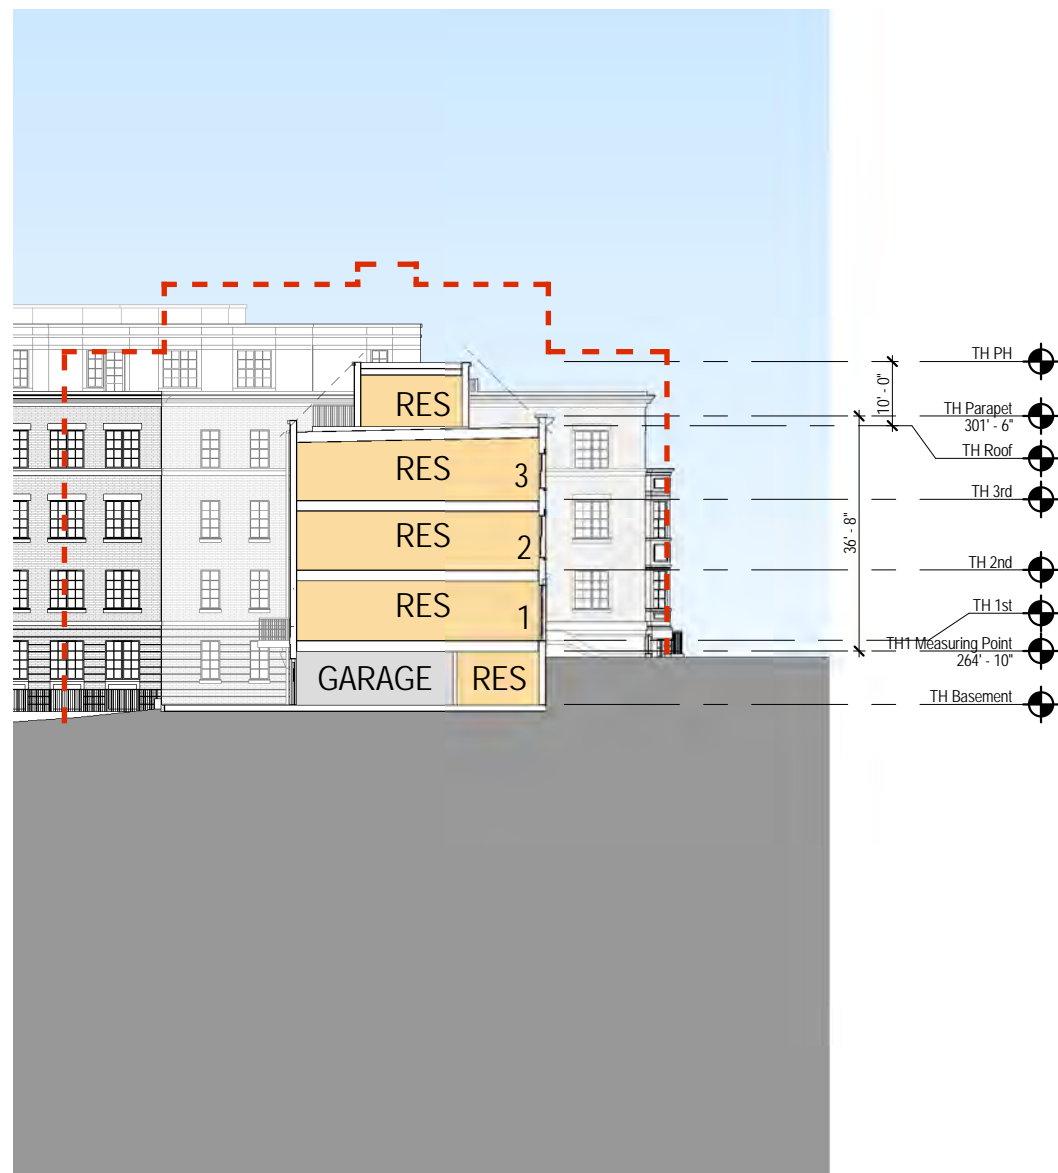 TH PH
10' - 0"
RES
TH Parapet
301' - 6"
TH Roof
RES 3
TH 3rd
36' - 8"
RES 2
TH 2nd
RES 1
TH 1st
TH1 Measuring Point
264' - 10"
GARAGE RES
TH Basement